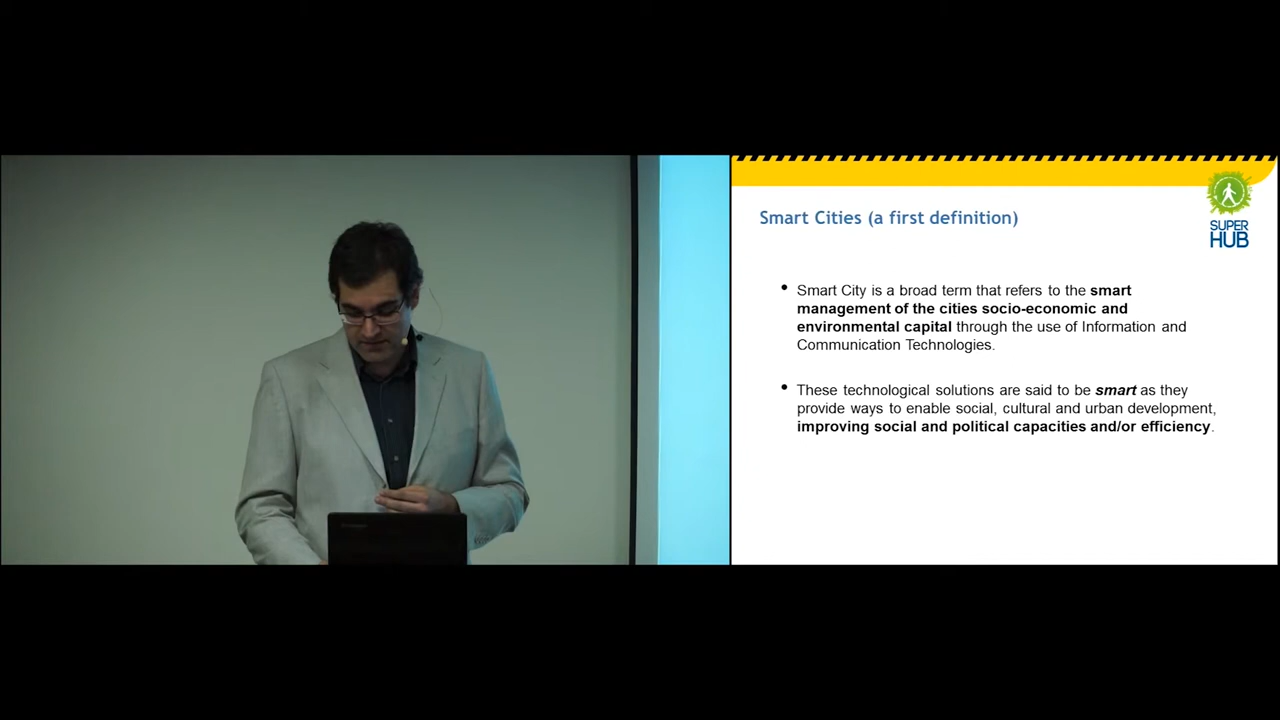 Smart Cities (a first definition)
SUPER
HUB
• Smart City is a broad term that refers to the smart
management of the cities socio-economic and
environmental capital through the use of Information and
Communication Technologies.
• These technological solutions are said to be smart as they
provide ways to enable social, cultural and urban development,
improving social and political capacities and/or efficiency.